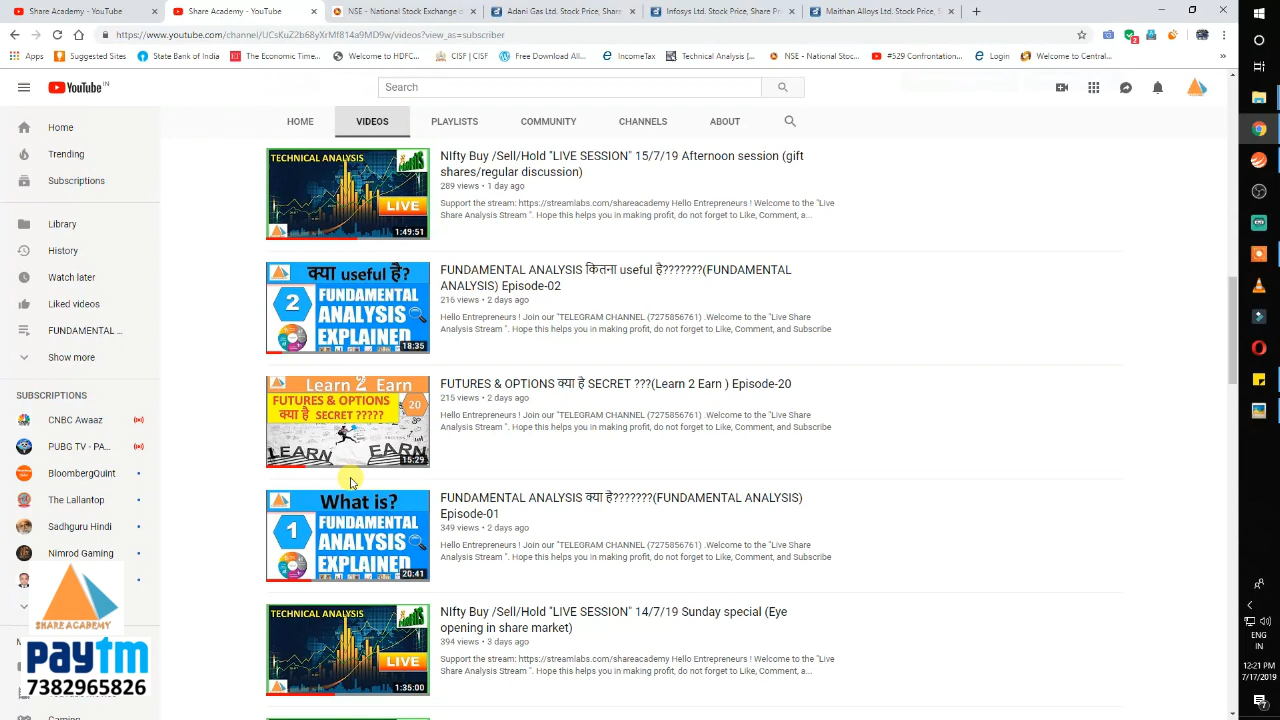 Share Academy - YouTube
Share Academy - YouTube
NSE - National Stock Exchange o
Adani Gas Ltd. Stock Price, Share
Infosys Ltd. Stock Price, Share Pri
Maithan Alloys Ltd. Stock Price, S
https://www.youtube.com/channel/UCsKuZ2b68yXrMf814a9MD9w/videos?view_as=subscriber
Apps
Suggested Sites
State Bank of India
The Economic Time...
Welcome to HDFC...
CISF | CISF
Free Download All...
IncomeTax
Technical Analysis [...
NSE - National Stoc...
#529 Confrontation...
Login
Welcome to Central...
YouTube IN
Search
HOME
VIDEOS
PLAYLISTS
COMMUNITY
CHANNELS
ABOUT
Home
Trending
Subscriptions
Library
History
Watch later
Liked videos
FUNDAMENTAL ...
Show more
SUBSCRIPTIONS
CNBC Awaaz
PUBG TV - PA...
BloombergQuint
The Lallantop
Sadhguru Hindi
Nimrod Gaming
SHARE ACADEMY
paytm
7382965826
Gaming
TECHNICAL ANALYSIS
LIVE
1:49:51
NIfty Buy /Sell/Hold "LIVE SESSION" 15/7/19 Afternoon session (gift
shares/regular discussion)
289 views • 1 day ago
Support the stream: https://streamlabs.com/shareacademy Hello Entrepreneurs ! Welcome to the "Live
Share Analysis Stream ". Hope this helps you in making profit, do not forget to Like, Comment, a...
क्या useful है?
2
FUNDAMENTAL
ANALYSIS
EXPLAINED
18:35
FUNDAMENTAL ANALYSIS कितना useful है???????(FUNDAMENTAL
ANALYSIS) Episode-02
216 views • 2 days ago
Hello Entrepreneurs ! Join our "TELEGRAM CHANNEL (7275856761) .Welcome to the "Live Share
Analysis Stream ". Hope this helps you in making profit, do not forget to Like, Comment, and Subscribe
Learn 2 Earn
FUTURES & OPTIONS
क्या है SECRET ?????
20
LEARN
EARN
15:29
FUTURES & OPTIONS क्या है SECRET ???(Learn 2 Earn ) Episode-20
215 views • 2 days ago
Hello Entrepreneurs ! Join our "TELEGRAM CHANNEL (7275856761) .Welcome to the "Live Share
Analysis Stream ". Hope this helps you in making profit, do not forget to Like, Comment, and Subscribe
What is?
1
FUNDAMENTAL
ANALYSIS
EXPLAINED
20:41
FUNDAMENTAL ANALYSIS क्या है???????(FUNDAMENTAL ANALYSIS)
Episode-01
349 views • 2 days ago
Hello Entrepreneurs ! Join our "TELEGRAM CHANNEL (7275856761) .Welcome to the "Live Share
Analysis Stream ". Hope this helps you in making profit, do not forget to Like, Comment, and Subscribe
TECHNICAL ANALYSIS
LIVE
1:35:00
NIfty Buy /Sell/Hold "LIVE SESSION" 14/7/19 Sunday special (Eye
opening in share market)
394 views • 3 days ago
Support the stream: https://streamlabs.com/shareacademy Hello Entrepreneurs ! Welcome to the "Live
Share Analysis Stream ". Hope this helps you in making profit, do not forget to Like, Comment, a...
ENG
IN
12:21 PM
7/17/2019